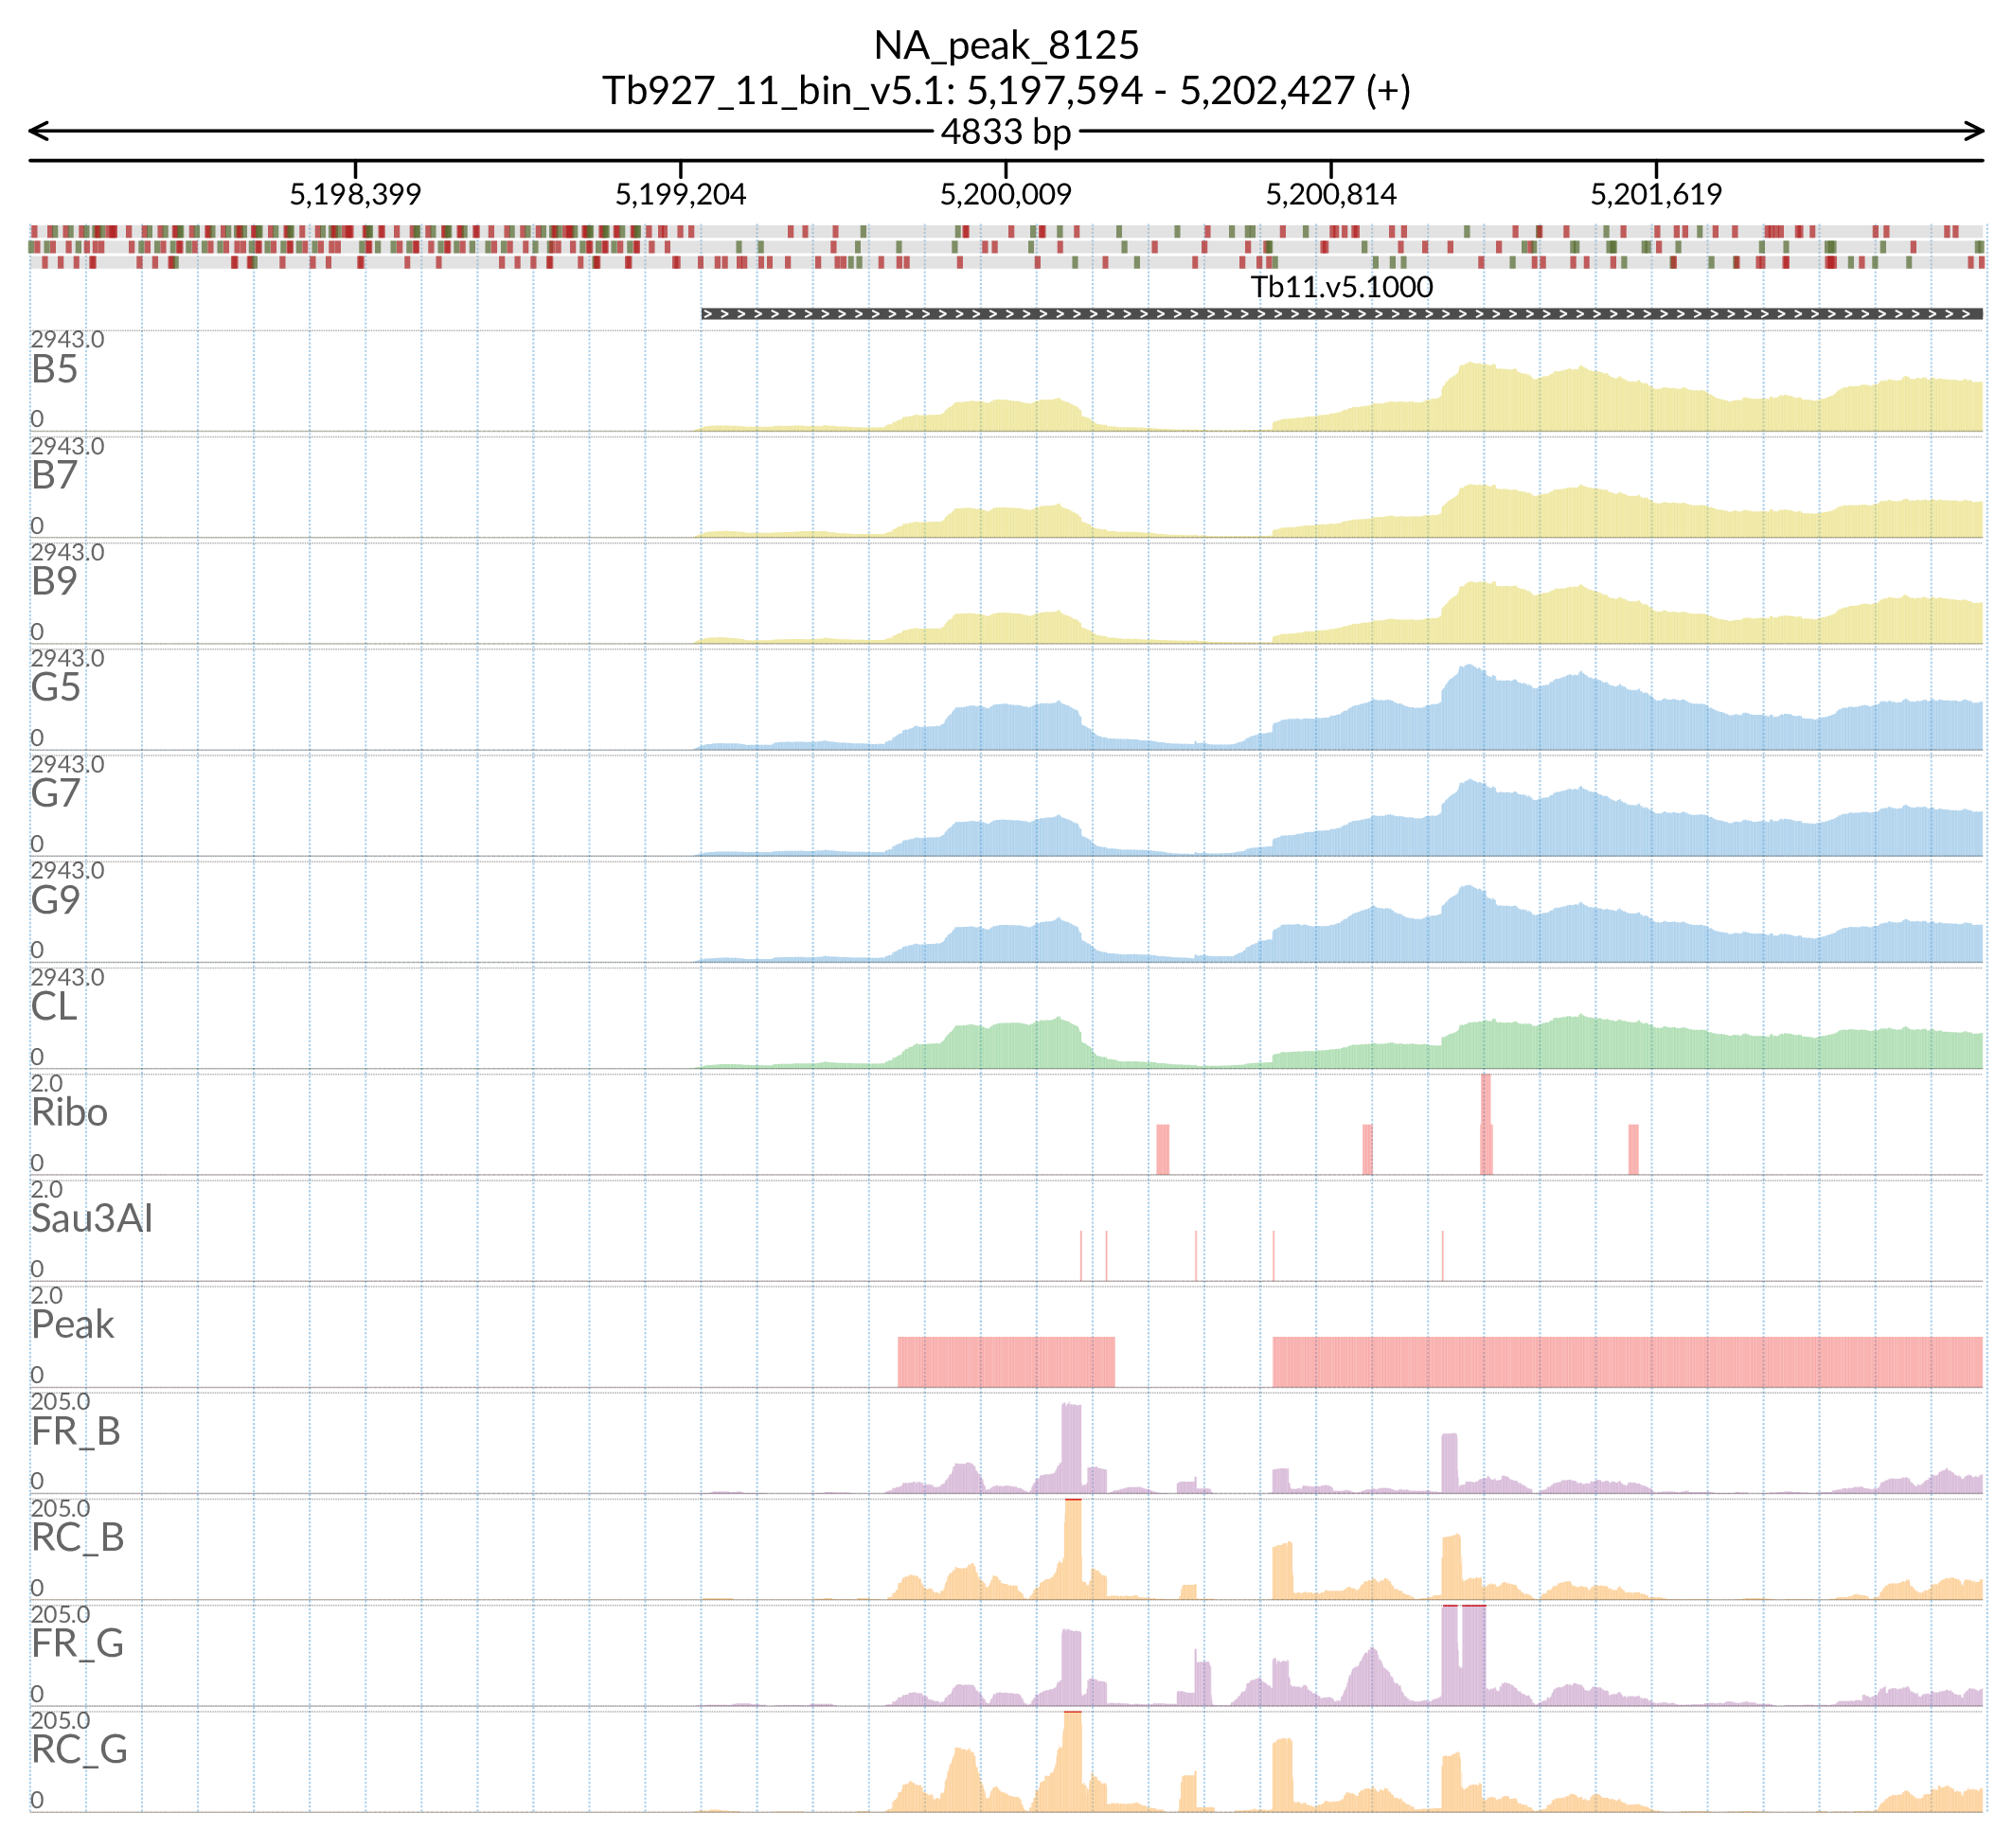 NA_peak_8125
Tb927_11_bin_v5.1: 5,197,594 - 5,202,427 (+)
4833 bp
5,198,399 5,199,204 5,200,009 5,200,814 5,201,619
Tb11.v5.1000
2943.0
B5
0
2943.0
B7
0
2943.0
B9
0
2943.0
G5
0
2943.0
G7
0
2943.0
G9
0
2943.0
CL
0
2.0
Ribo
0
2.0
Sau3AI
0
2.0
Peak
0
205.0
FR_B
0
205.0
RC_B
0
205.0
FR_G
0
205.0
RC_G
0